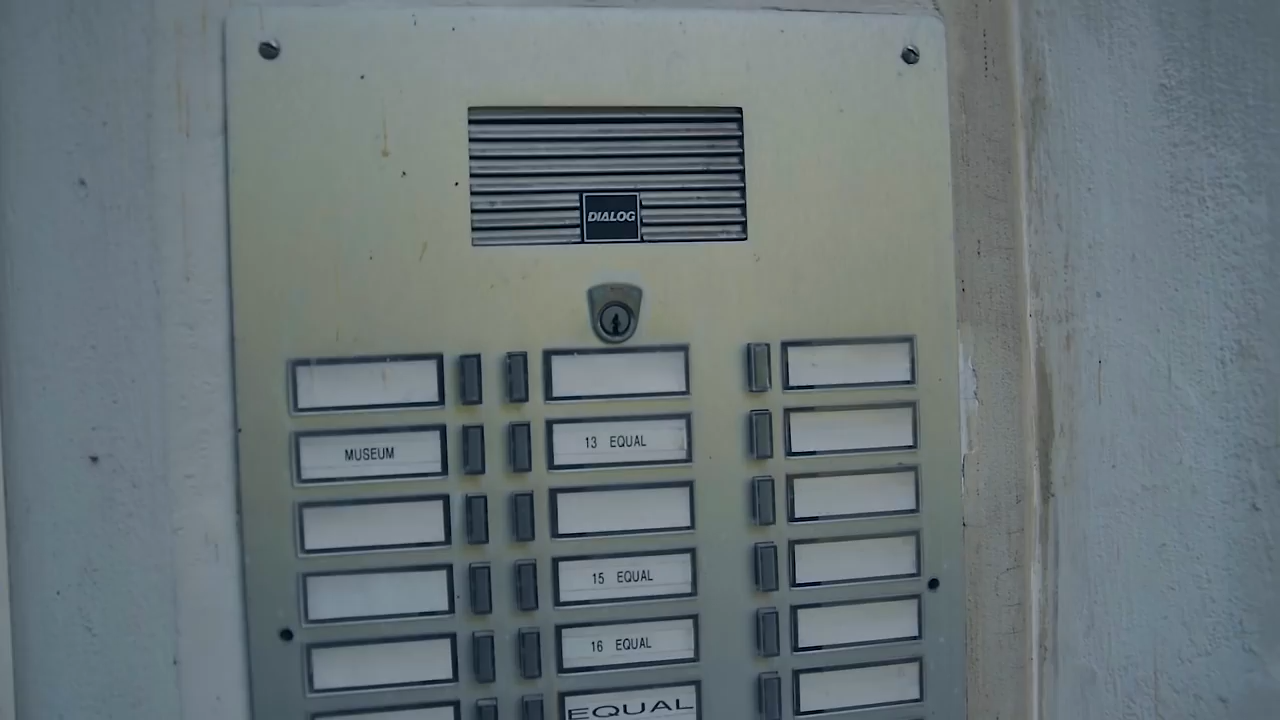 DIALOG
MUSEUM
13 EQUAL
15 EQUAL
16 EQUAL
EQUAL